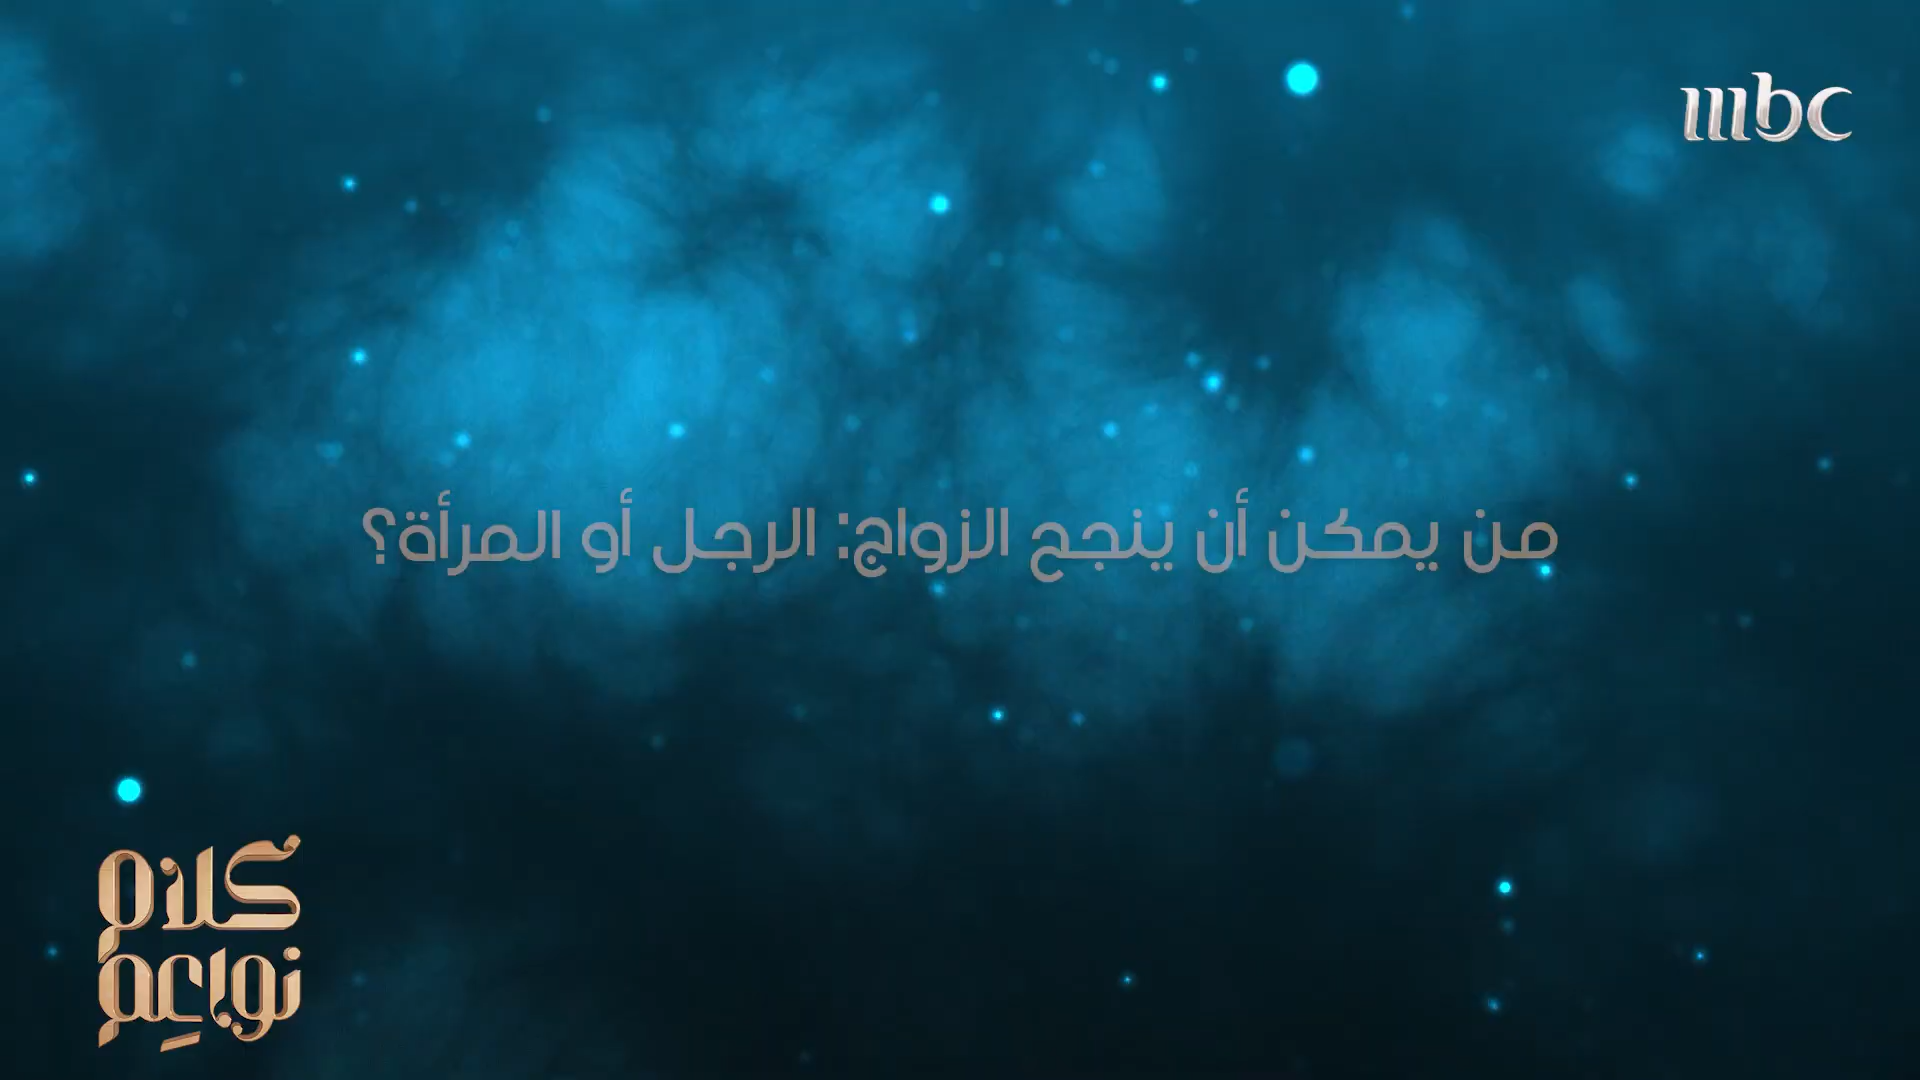 mbc
من يمكن أن ينجح الزواج: الرجل أو المرأة؟
كلام
نواعم